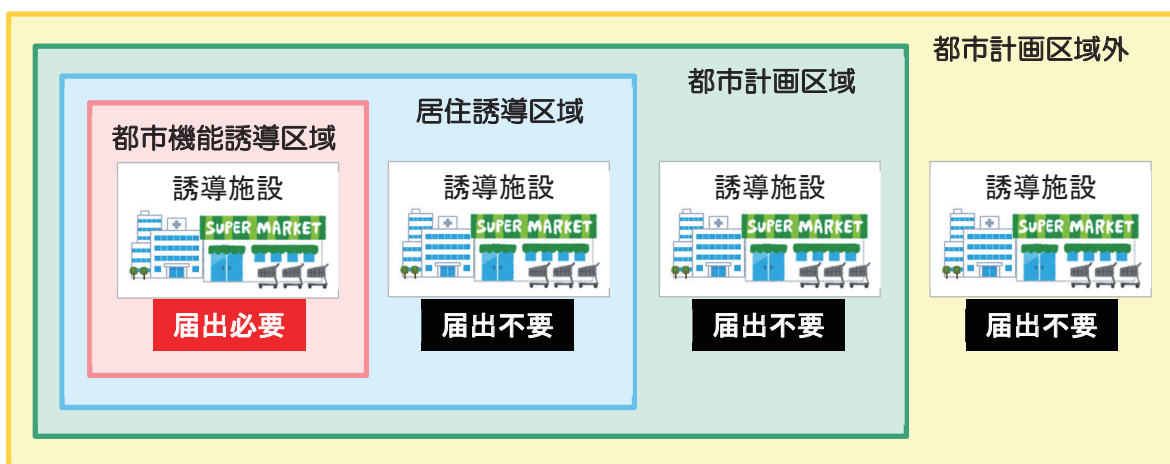 都市計画区域外
都市計画区域
居住誘導区域
都市機能誘導区域
誘導施設
SUPER MARKET
届出必要
誘導施設
SUPER MARKET
届出不要
誘導施設
SUPER MARKET
届出不要
誘導施設
SUPER MARKET
届出不要